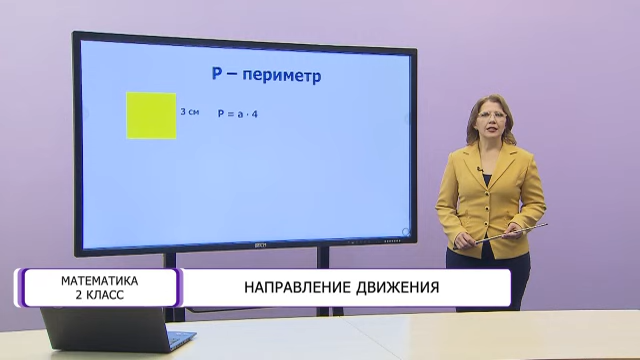 P – периметр
3 см
P = a · 4
МАТЕМАТИКА
2 КЛАСС
НАПРАВЛЕНИЕ ДВИЖЕНИЯ